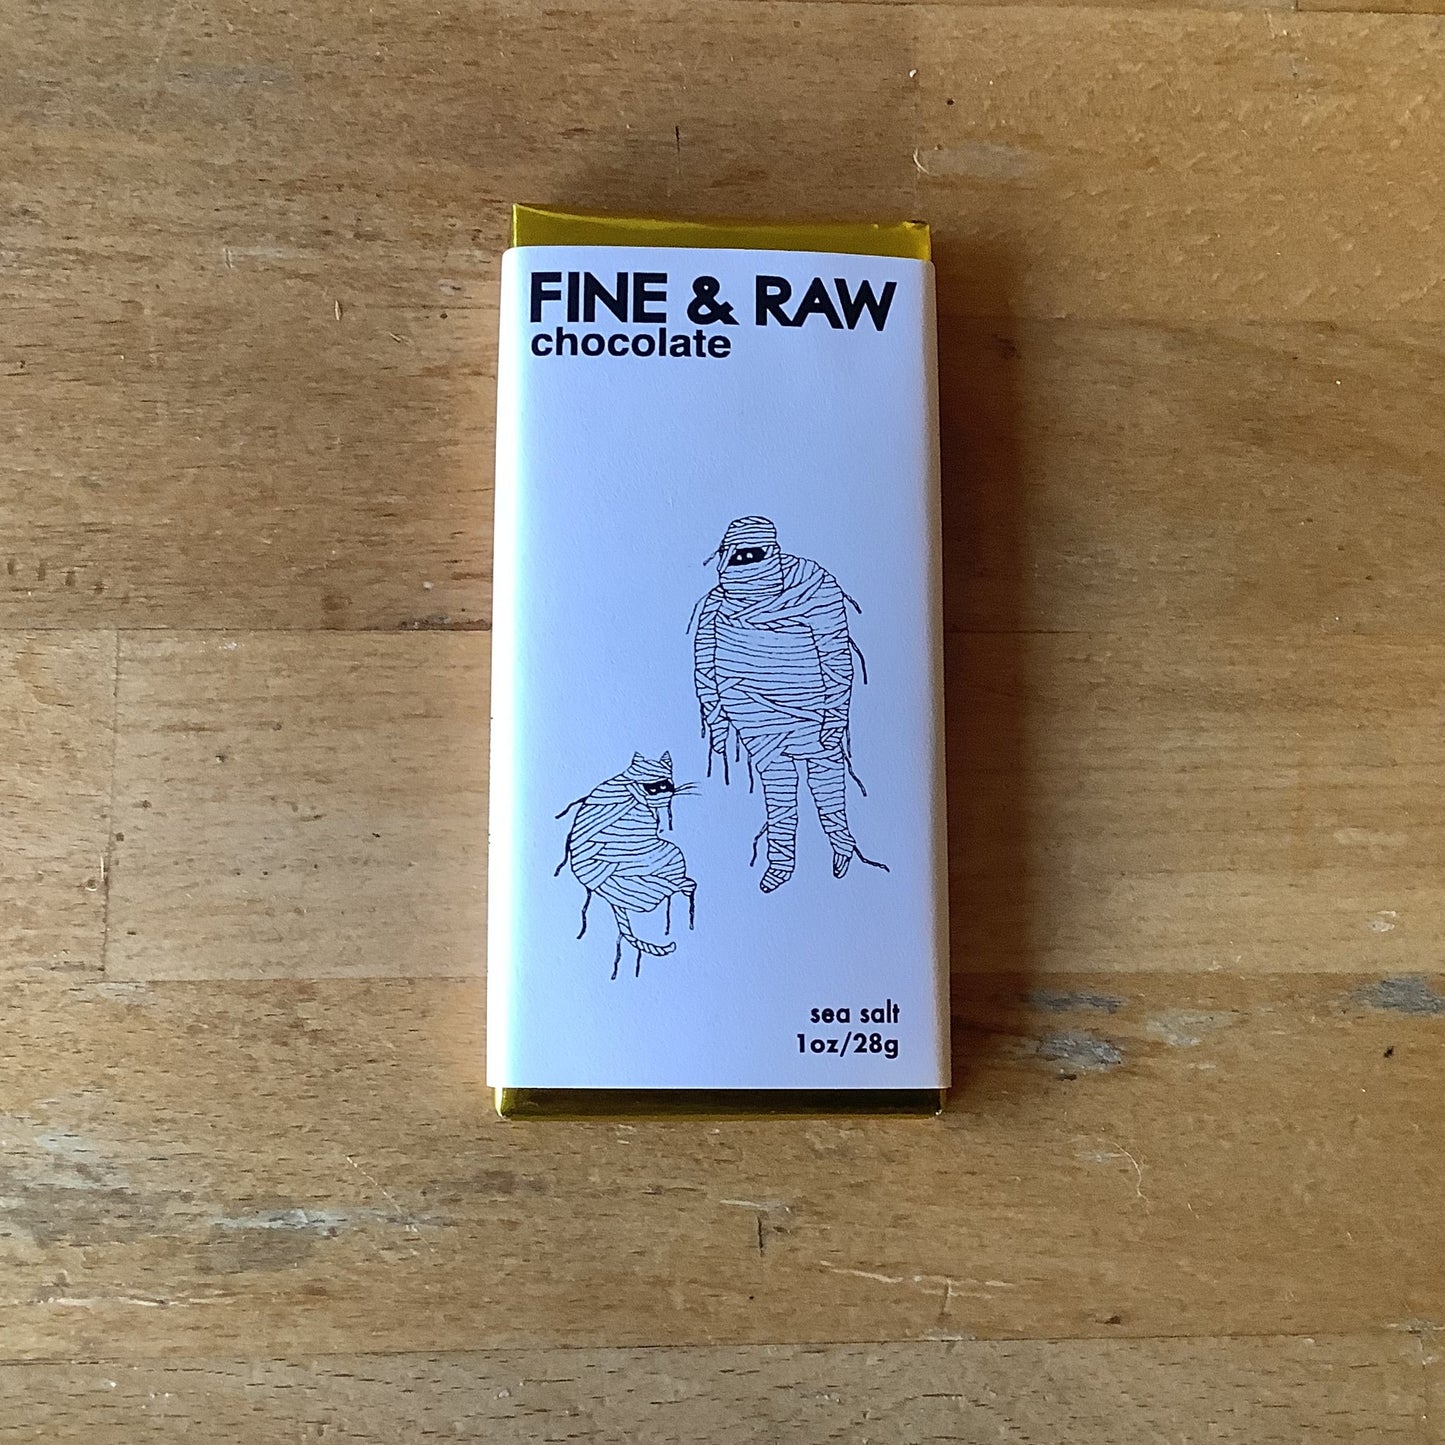 FINE & RAW
chocolate
sea salt
1oz/28g